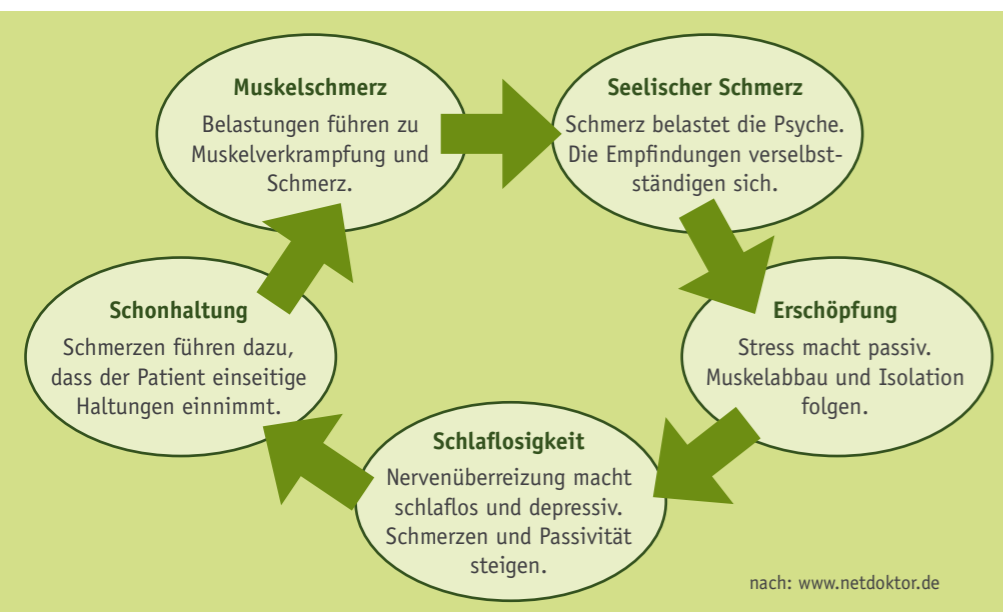 Muskelschmerz
Belastungen führen zu
Muskelverkrampfung und
Schmerz.
Seelischer Schmerz
Schmerz belastet die Psyche.
Die Empfindungen verselbst-
ständigen sich.
Erschöpfung
Stress macht passiv.
Muskelabbau und Isolation
folgen.
Schlaflosigkeit
Nervenüberreizung macht
schlaflos und depressiv.
Schmerzen und Passivität
steigen.
Schonhaltung
Schmerzen führen dazu,
dass der Patient einseitige
Haltungen einnimmt.
nach: www.netdoktor.de